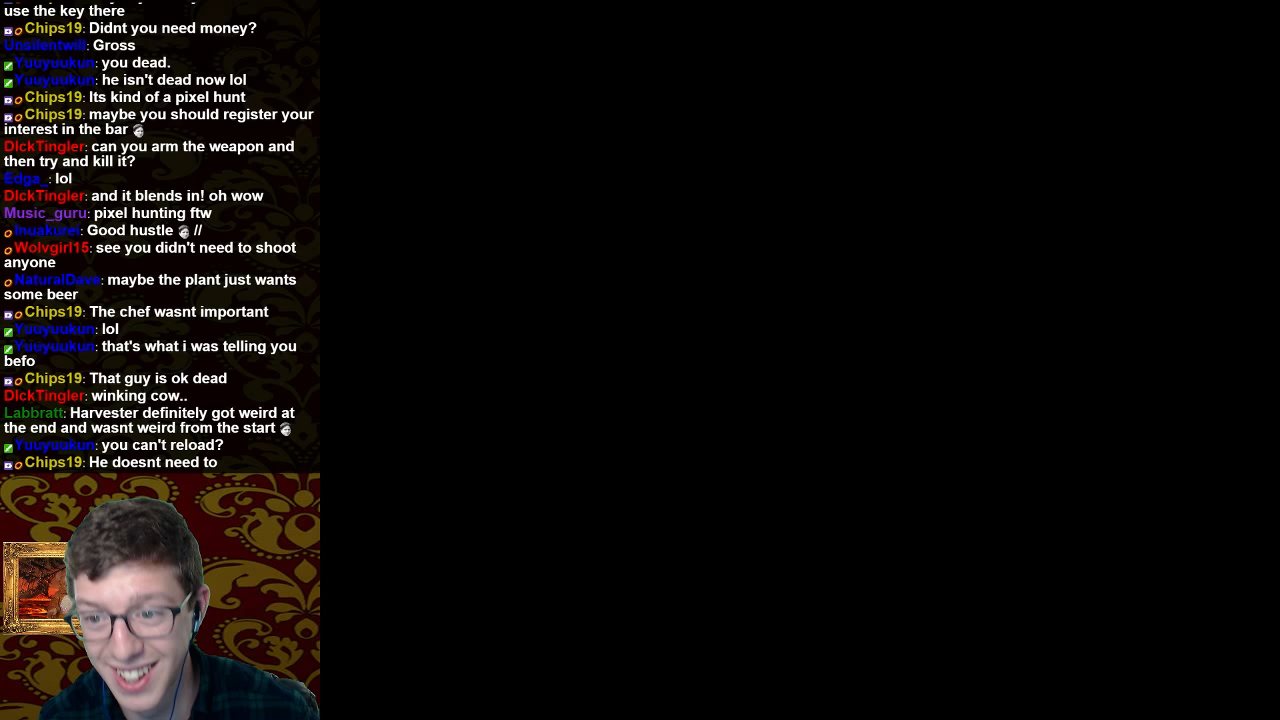 use the key there
Chips19: Didnt you need money?
Unsilentwill: Gross
Yuuyuukun: you dead.
Yuuyuukun: he isn't dead now lol
Chips19: Its kind of a pixel hunt
Chips19: maybe you should register your
interest in the bar
DIckTingler: can you arm the weapon and
then try and kill it?
Edga_: lol
DIckTingler: and it blends in! oh wow
Music_guru: pixel hunting ftw
Inuakurei: Good hustle //
Wolvgirl15: see you didn't need to shoot
anyone
NaturalDave: maybe the plant just wants
some beer
Chips19: The chef wasnt important
Yuuyuukun: lol
Yuuyuukun: that's what i was telling you
befo
Chips19: That guy is ok dead
DIckTingler: winking cow..
Labbratt: Harvester definitely got weird at
the end and wasnt weird from the start
Yuuyuukun: you can't reload?
Chips19: He doesnt need to